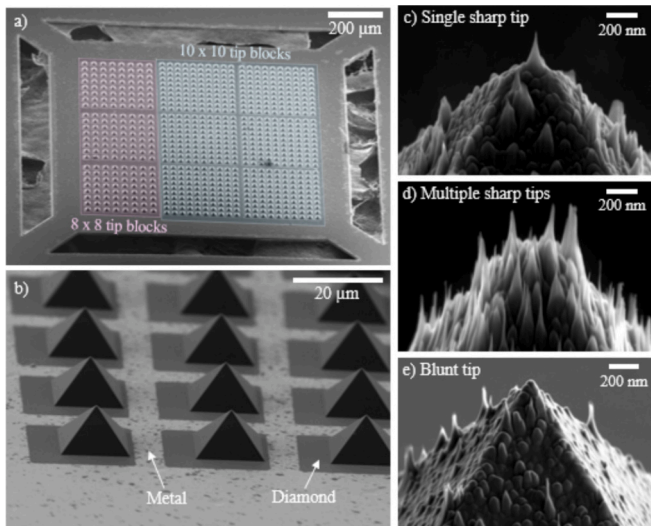 a)
200 µm
10 x 10 tip blocks
8 x 8 tip blocks
b)
20 µm
Metal
Diamond
c) Single sharp tip
200 nm
d) Multiple sharp tips
200 nm
e) Blunt tip
200 nm